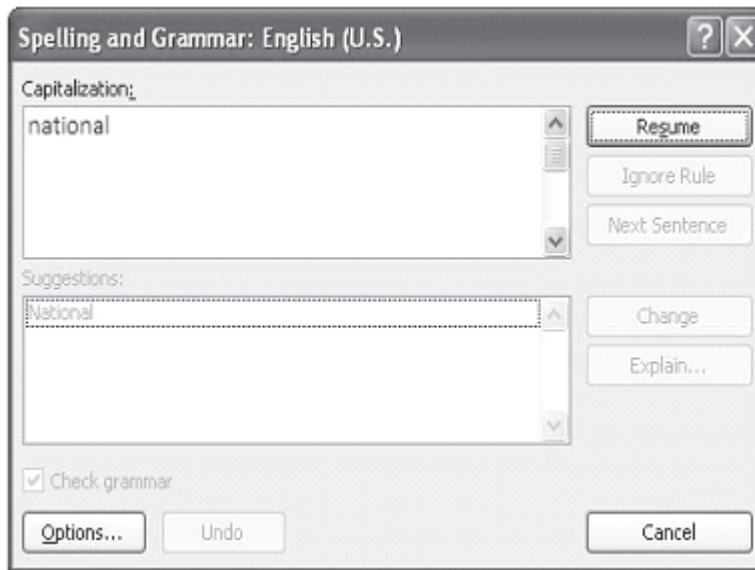 Spelling and Grammar: English (U.S.)
Capitalization:
national
Resume
Ignore Rule
Next Sentence
Suggestions:
National
Change
Explain...
Check grammar
Options...
Undo
Cancel